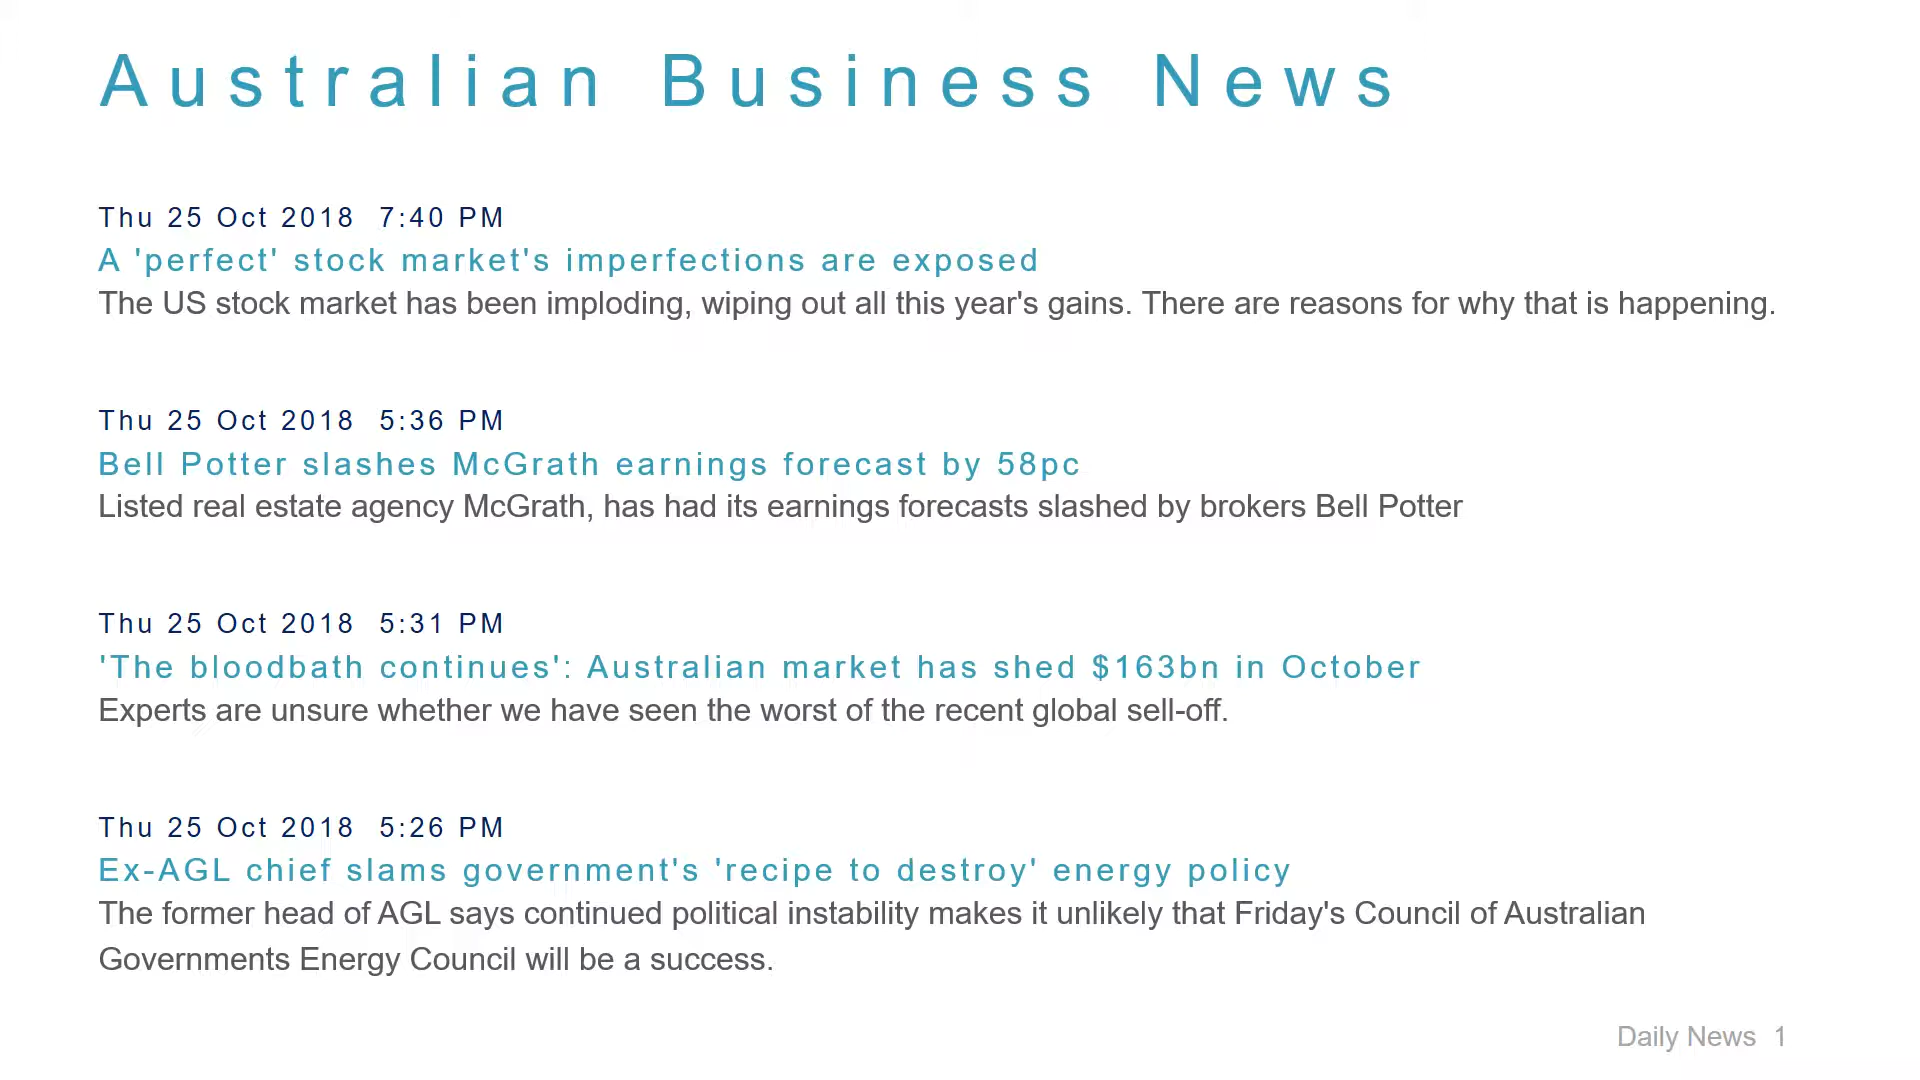 Australian Business News
Thu 25 Oct 2018 7:40 PM
A 'perfect' stock market's imperfections are exposed
The US stock market has been imploding, wiping out all this year's gains. There are reasons for why that is happening.
Thu 25 Oct 2018 5:36 PM
Bell Potter slashes McGrath earnings forecast by 58pc
Listed real estate agency McGrath, has had its earnings forecasts slashed by brokers Bell Potter
Thu 25 Oct 2018 5:31 PM
'The bloodbath continues': Australian market has shed $163bn in October
Experts are unsure whether we have seen the worst of the recent global sell-off.
Thu 25 Oct 2018 5:26 PM
Ex-AGL chief slams government's 'recipe to destroy' energy policy
The former head of AGL says continued political instability makes it unlikely that Friday's Council of Australian
Governments Energy Council will be a success.
Daily News 1